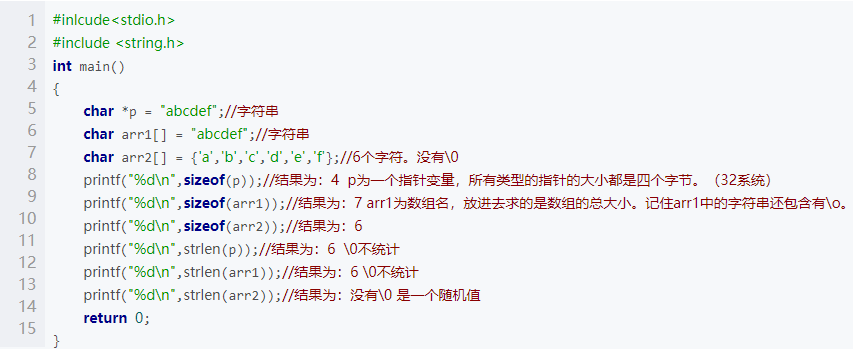 1 #inlcude<stdio.h>
2 #include <string.h>
3 int main()
4 {
5 char *p = "abcdef";//字符串
6 char arr1[] = "abcdef";//字符串
7 char arr2[] = {'a','b','c','d','e','f'};//6个字符。没有\0
8 printf("%d\n",sizeof(p));//结果为：4 p为一个指针变量，所有类型的指针的大小都是四个字节。（32系统）
9 printf("%d\n",sizeof(arr1));//结果为：7 arr1为数组名，放进去求的是数组的总大小。记住arr1中的字符串还包含有\o。
10 printf("%d\n",sizeof(arr2));//结果为：6
11 printf("%d\n",strlen(p));//结果为：6 \0不统计
12 printf("%d\n",strlen(arr1));//结果为：6 \0不统计
13 printf("%d\n",strlen(arr2));//结果为：没有\0 是一个随机值
14 return 0;
15 }